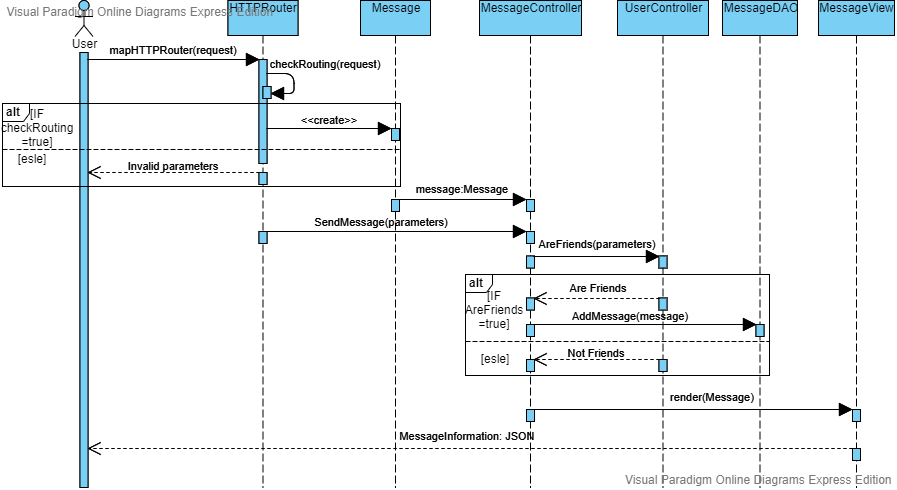 Visual Paradigm Online Diagrams Express Edition
HTTPRouter
Message
MessageController
UserController
MessageDAO
MessageView
User
mapHTTPRouter(request)
checkRouting(request)
alt
[IF
checkRouting
=true]
<<create>>
[esle]
Invalid parameters
message:Message
SendMessage(parameters)
AreFriends(parameters)
alt
[IF
AreFriends
=true]
Are Friends
AddMessage(message)
[esle]
Not Friends
render(Message)
MessageInformation: JSON
Visual Paradigm Online Diagrams Express Edition